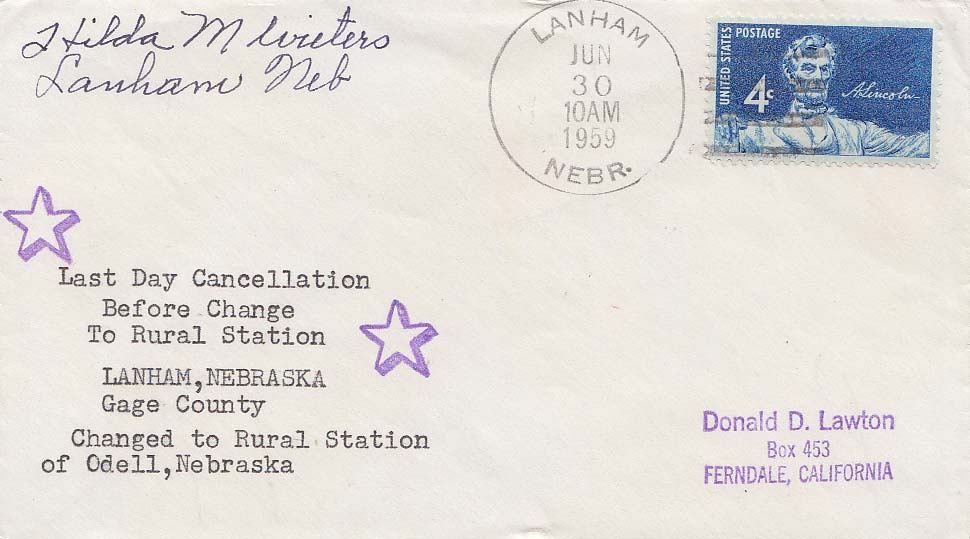 Hilda M Wieters
Lanham Neb
LANHAM
JUN
30
10AM
1959
NEBR.
UNITED STATES POSTAGE
4c
A. Lincoln
Last Day Cancellation
Before Change
To Rural Station
LANHAM,NEBRASKA
Gage County
Changed to Rural Station
of Odell,Nebraska
Donald D. Lawton
Box 453
FERNDALE, CALIFORNIA